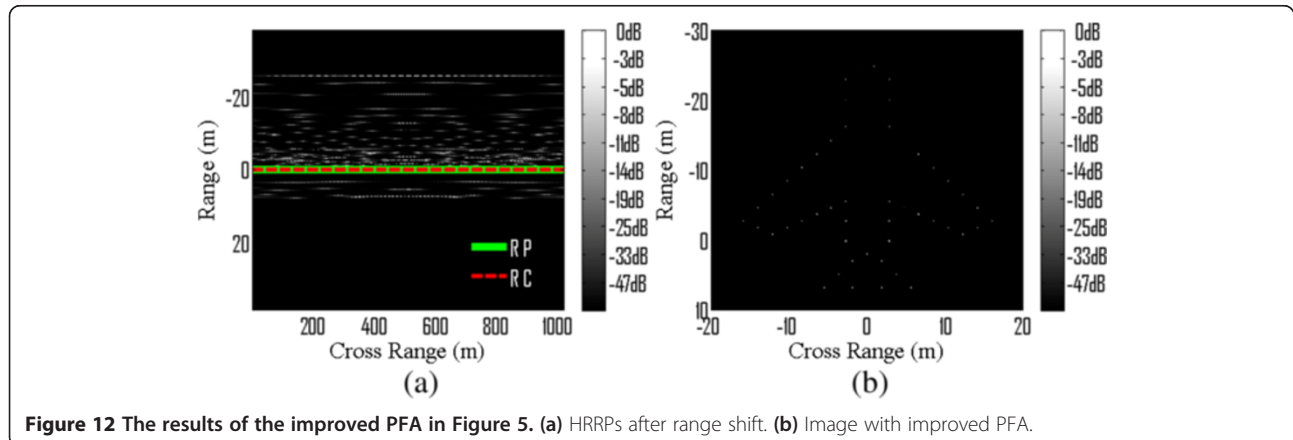 Range (m)
-20
0
20
200 400 600 800 1000
Cross Range (m)
R P
R C
0dB
-3dB
-5dB
-8dB
-11dB
-14dB
-19dB
-25dB
-33dB
-47dB
(a)
Range (m)
-30
-20
-10
0
10
-20 -10 0 10 20
Cross Range (m)
0dB
-3dB
-5dB
-8dB
-11dB
-14dB
-19dB
-25dB
-33dB
-47dB
(b)
Figure 12 The results of the improved PFA in Figure 5. (a) HRRPs after range shift. (b) Image with improved PFA.